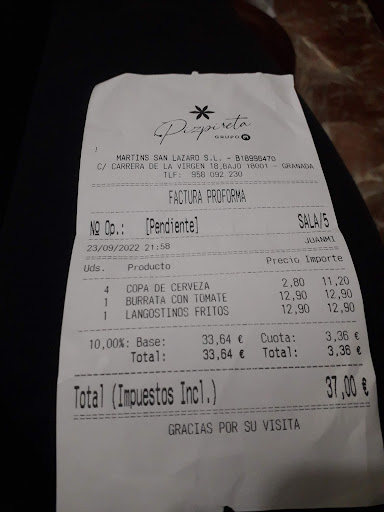 Pizpireta
GRUPO M
MARTINS SAN LAZARO S.L. - B18998470
C/ CARRERA DE LA VIRGEN 18,BAJO 18001 - GRANADA
TLF: 958 092 230
FACTURA PROFORMA
Nº Op.: [Pendiente] SALA/5
23/09/2022 21:58 JUANMI
Uds. Producto Precio Importe
4 COPA DE CERVEZA 2,80 11,20
1 BURRATA CON TOMATE 12,90 12,90
1 LANGOSTINOS FRITOS 12,90 12,90
10,00%: Base: 33,64 € Cuota: 3,36 €
Total: 33,64 € Total: 3,36 €
Total (Impuestos Incl.) 37,00 €
GRACIAS POR SU VISITA